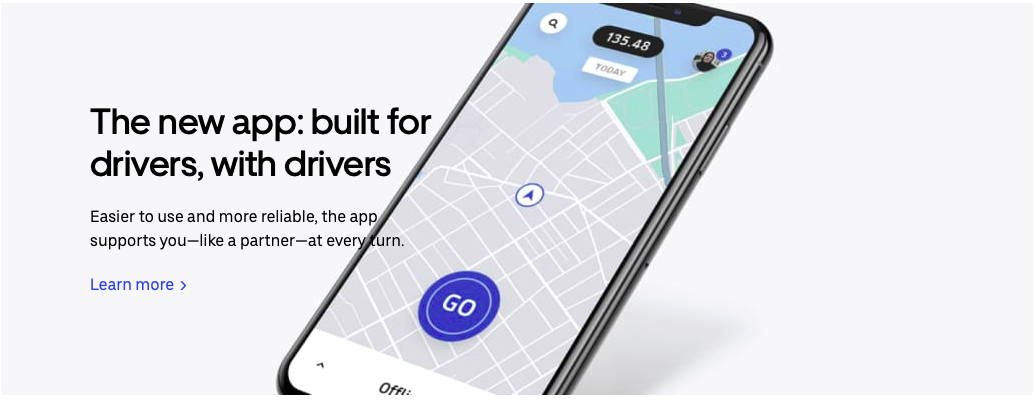 135.48
3
TODAY
The new app: built for
drivers, with drivers
Easier to use and more reliable, the app
supports you—like a partner—at every turn.
Learn more >
GO